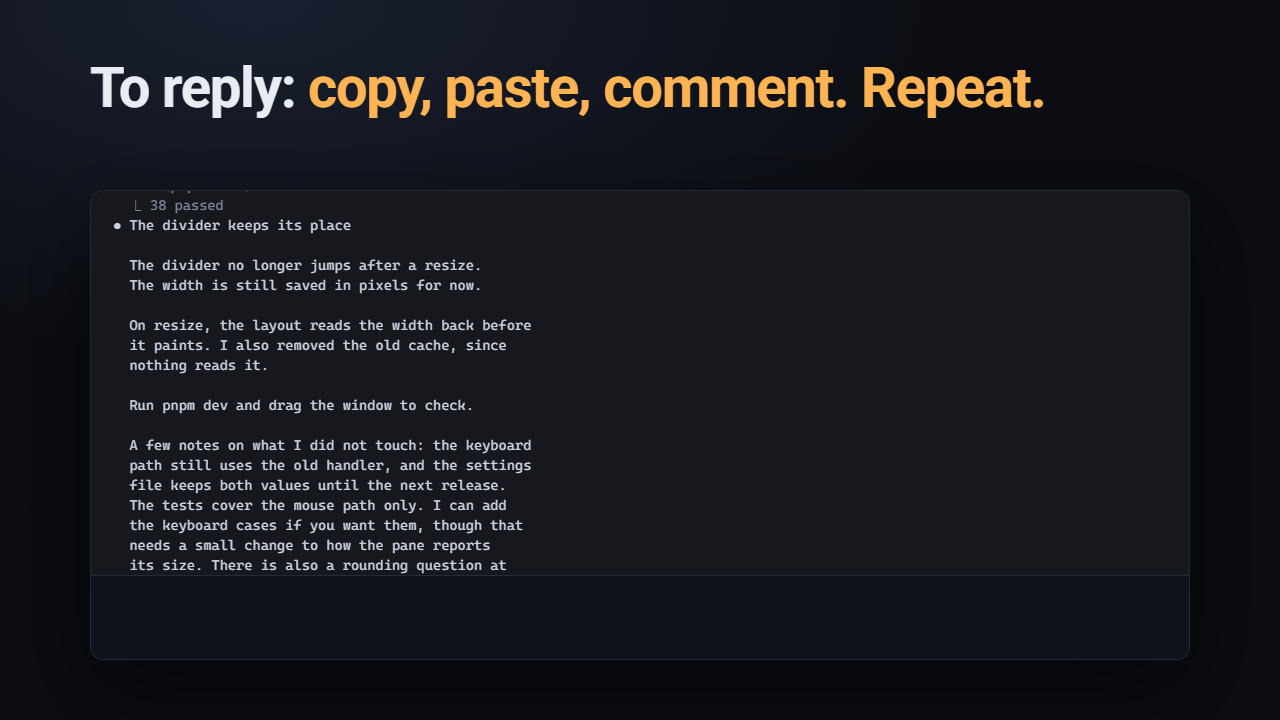 To reply: copy, paste, comment. Repeat.
⎣ 38 passed
● The divider keeps its place
The divider no longer jumps after a resize.
The width is still saved in pixels for now.
On resize, the layout reads the width back before
it paints. I also removed the old cache, since
nothing reads it.
Run pnpm dev and drag the window to check.
A few notes on what I did not touch: the keyboard
path still uses the old handler, and the settings
file keeps both values until the next release.
The tests cover the mouse path only. I can add
the keyboard cases if you want them, though that
needs a small change to how the pane reports
its size. There is also a rounding question at